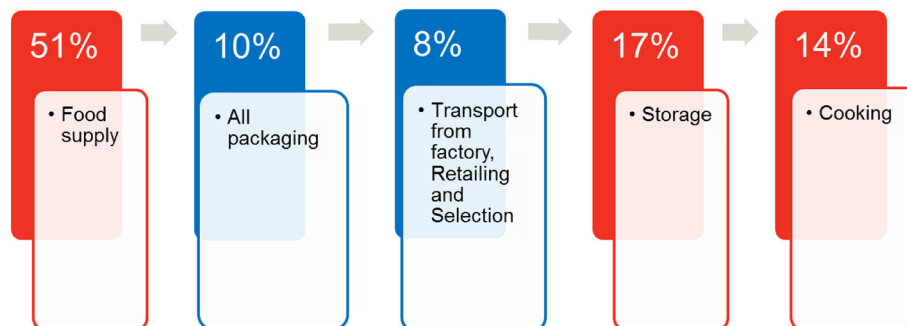 51%
• Food
supply
10%
• All
packaging
8%
• Transport
from
factory,
Retailing
and
Selection
17%
• Storage
14%
• Cooking